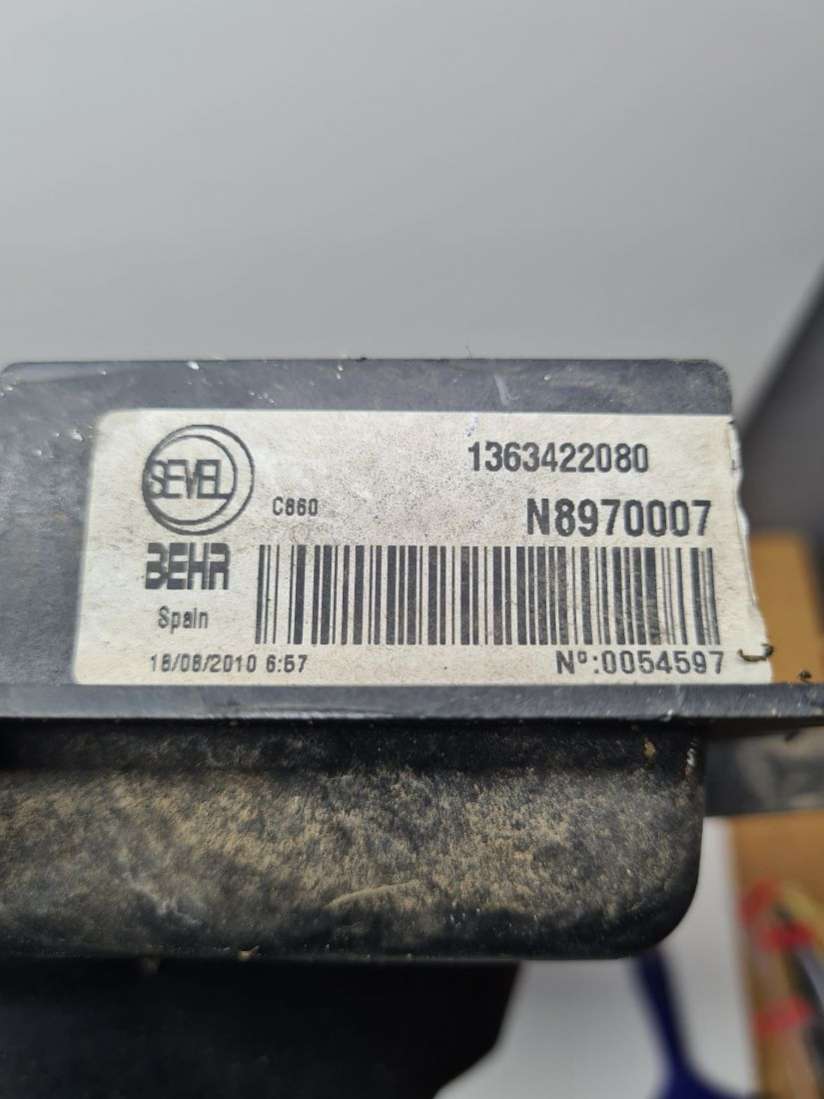 SEVEL
1363422080
C860
N8970007
BEHR
Spain
18/08/2010 6:57
Nº:0054597